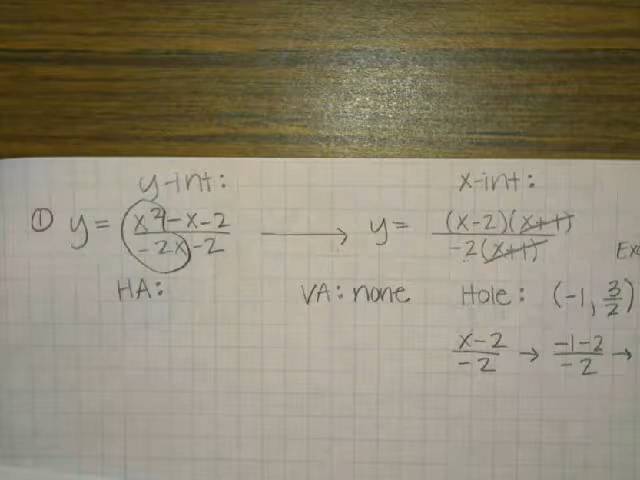 y-int: x-int:
① y = x²-x-2 / -2x-2 → y = (x-2)(x+1) / -2(x+1)
HA: VA: none Hole: (-1, 3/2)
x-2 / -2 → -1-2 / -2 →